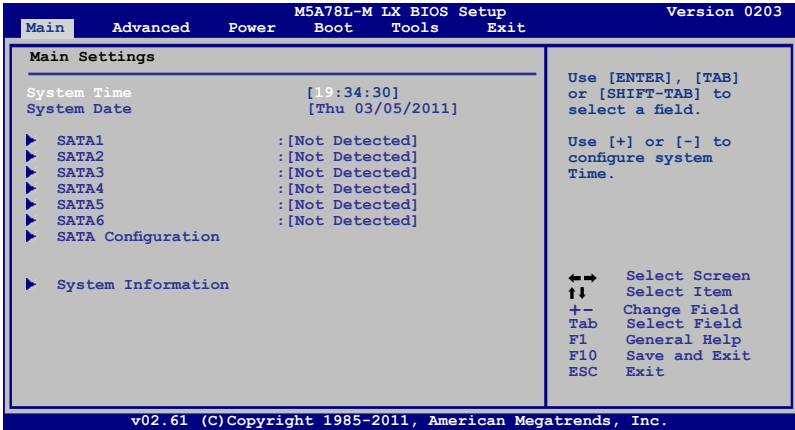 M5A78L-M LX BIOS Setup Version 0203
Main Advanced Power Boot Tools Exit
Main Settings
System Time [19:34:30]
System Date [Thu 03/05/2011]
SATA1 :[Not Detected]
SATA2 :[Not Detected]
SATA3 :[Not Detected]
SATA4 :[Not Detected]
SATA5 :[Not Detected]
SATA6 :[Not Detected]
SATA Configuration
System Information
Use [ENTER], [TAB]
or [SHIFT-TAB] to
select a field.
Use [+] or [-] to
configure system
Time.
←→ Select Screen
↑↓ Select Item
+- Change Field
Tab Select Field
F1 General Help
F10 Save and Exit
ESC Exit
v02.61 (C)Copyright 1985-2011, American Megatrends, Inc.